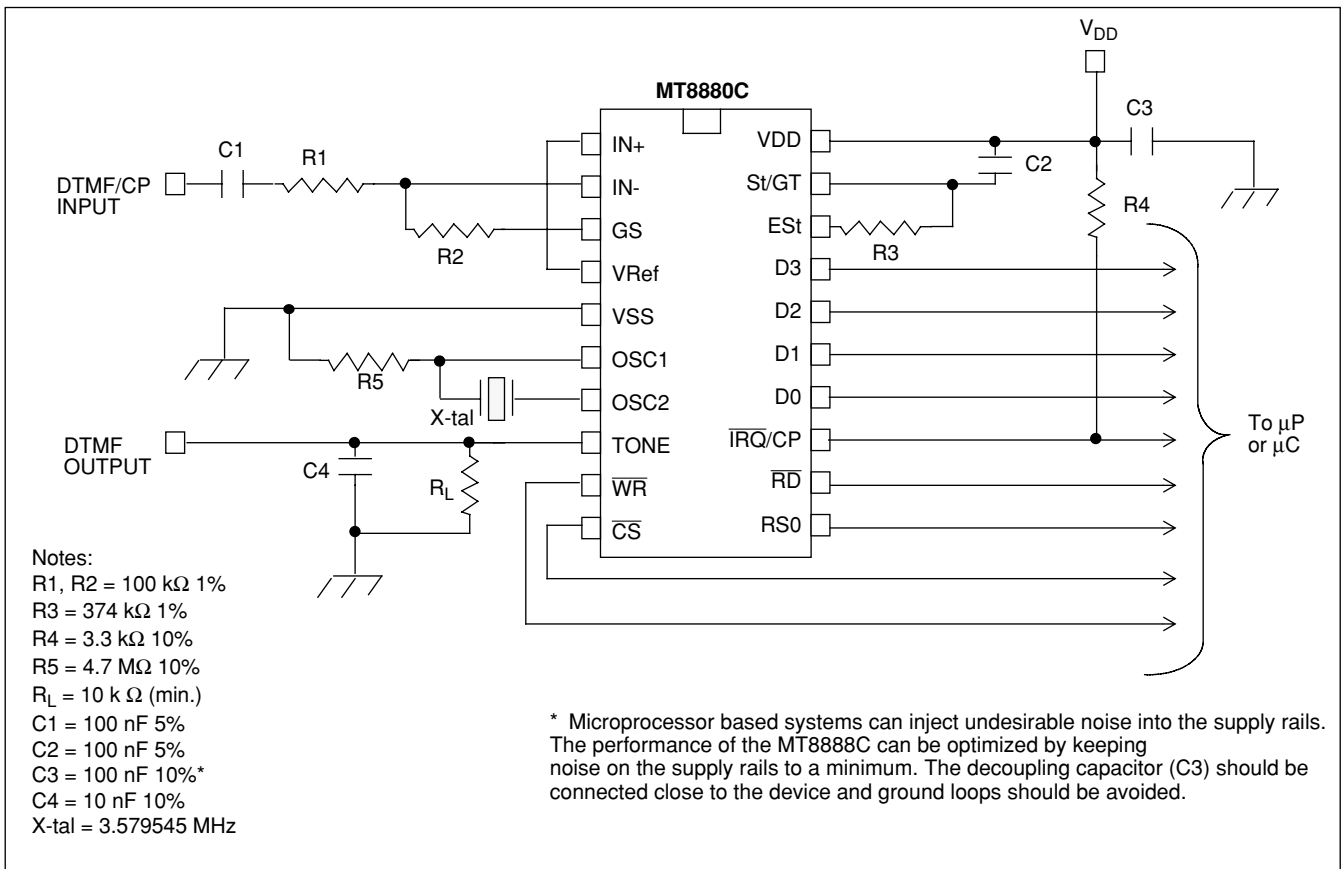 V_DD
MT8880C
C3
C1
R1
IN+
VDD
C2
DTMF/CP
INPUT
IN-
St/GT
R4
R2
GS
ESt
R3
VRef
D3
VSS
D2
OSC1
D1
R5
X-tal
OSC2
D0
To μP
or μC
DTMF
OUTPUT
TONE
I̅R̅Q̅/CP
C4
R_L
W̅R̅
R̅D̅
C̅S̅
RS0
Notes:
R1, R2 = 100 kΩ 1%
R3 = 374 kΩ 1%
R4 = 3.3 kΩ 10%
R5 = 4.7 MΩ 10%
R_L = 10 k Ω (min.)
C1 = 100 nF 5%
C2 = 100 nF 5%
C3 = 100 nF 10%*
C4 = 10 nF 10%
X-tal = 3.579545 MHz
* Microprocessor based systems can inject undesirable noise into the supply rails.
The performance of the MT8888C can be optimized by keeping
noise on the supply rails to a minimum. The decoupling capacitor (C3) should be
connected close to the device and ground loops should be avoided.